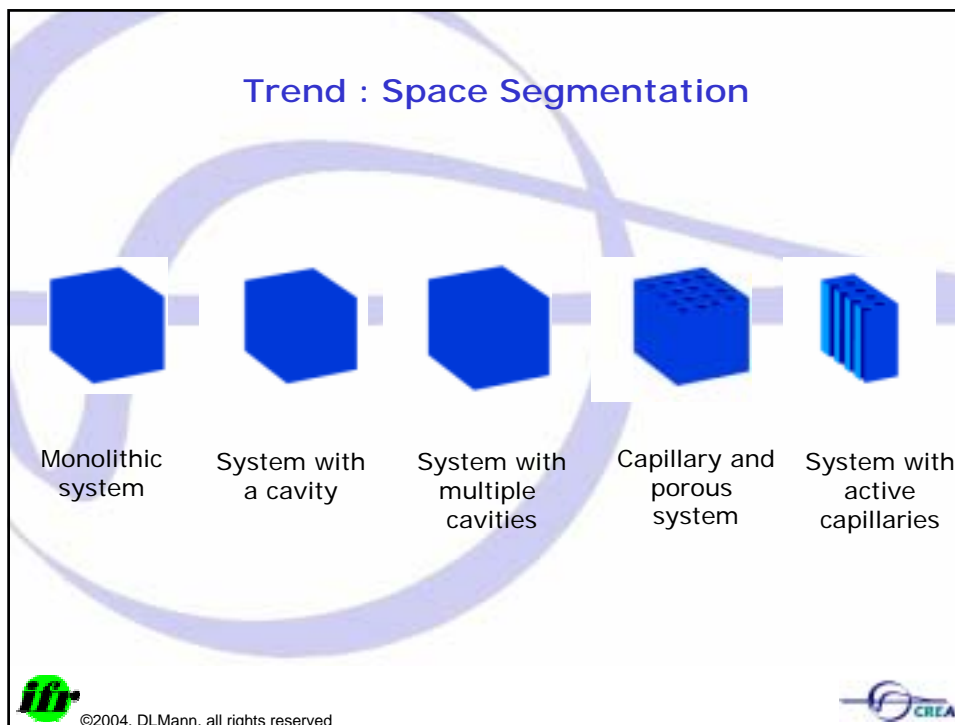 Trend : Space Segmentation
Monolithic
system
System with
a cavity
System with
multiple
cavities
Capillary and
porous
system
System with
active
capillaries
ifr
©2004, DLMann, all rights reserved
CREA